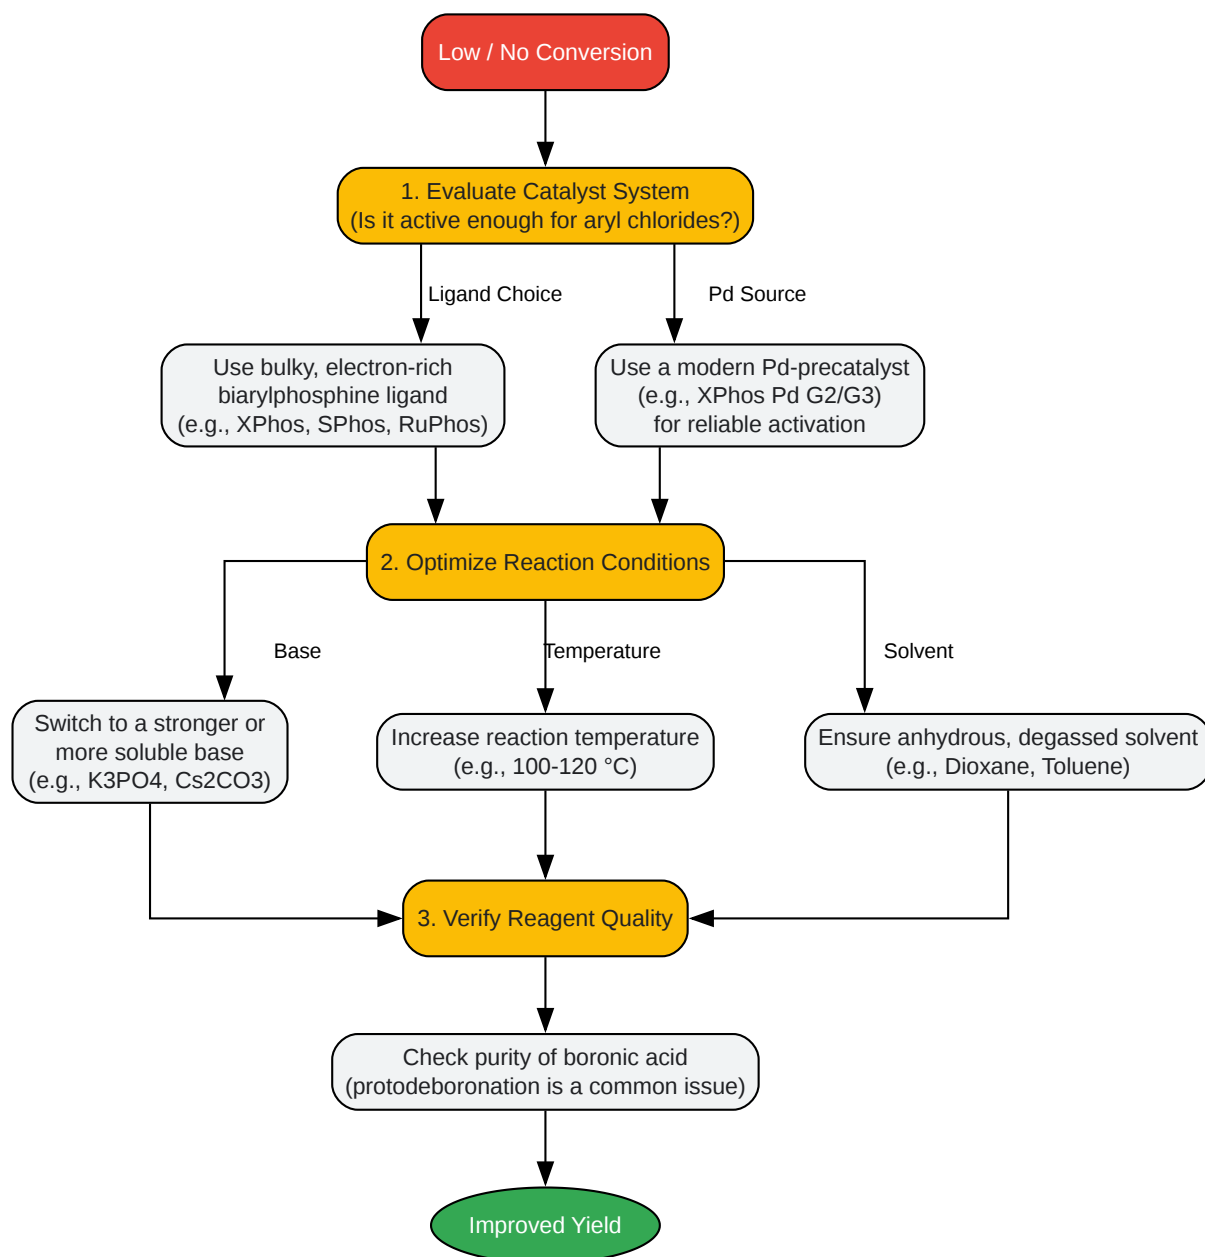 Low / No Conversion
1. Evaluate Catalyst System
(Is it active enough for aryl chlorides?)
Ligand Choice
Pd Source
Use bulky, electron-rich
biarylphosphine ligand
(e.g., XPhos, SPhos, RuPhos)
Use a modern Pd-precatalyst
(e.g., XPhos Pd G2/G3)
for reliable activation
2. Optimize Reaction Conditions
Base
Temperature
Solvent
Switch to a stronger or
more soluble base
(e.g., K3PO4, Cs2CO3)
Increase reaction temperature
(e.g., 100-120 °C)
Ensure anhydrous, degassed solvent
(e.g., Dioxane, Toluene)
3. Verify Reagent Quality
Check purity of boronic acid
(protodeboronation is a common issue)
Improved Yield